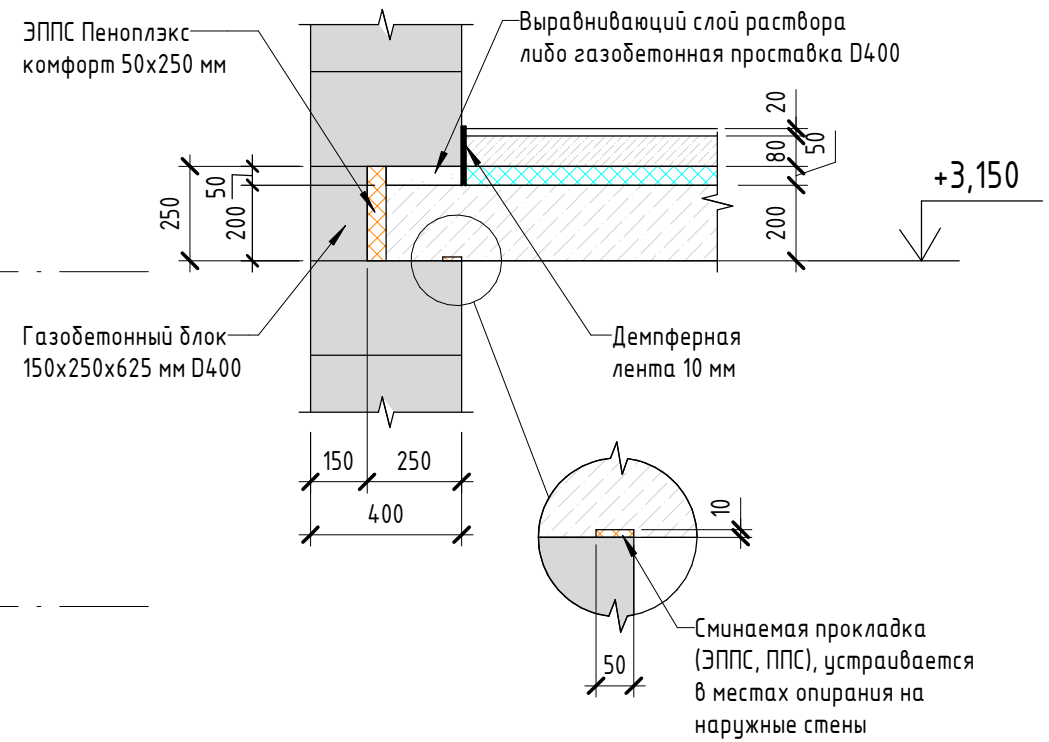 ЭППС Пеноплэкс
комфорт 50х250 мм
Выравнивающий слой раствора
либо газобетонная проставка D400
20
80
50
200
+3,150
250
50
200
Газобетонный блок
150х250х625 мм D400
Демпферная
лента 10 мм
150
250
400
10
50
Сминаемая прокладка
(ЭППС, ППС), устраивается
в местах опирания на
наружные стены